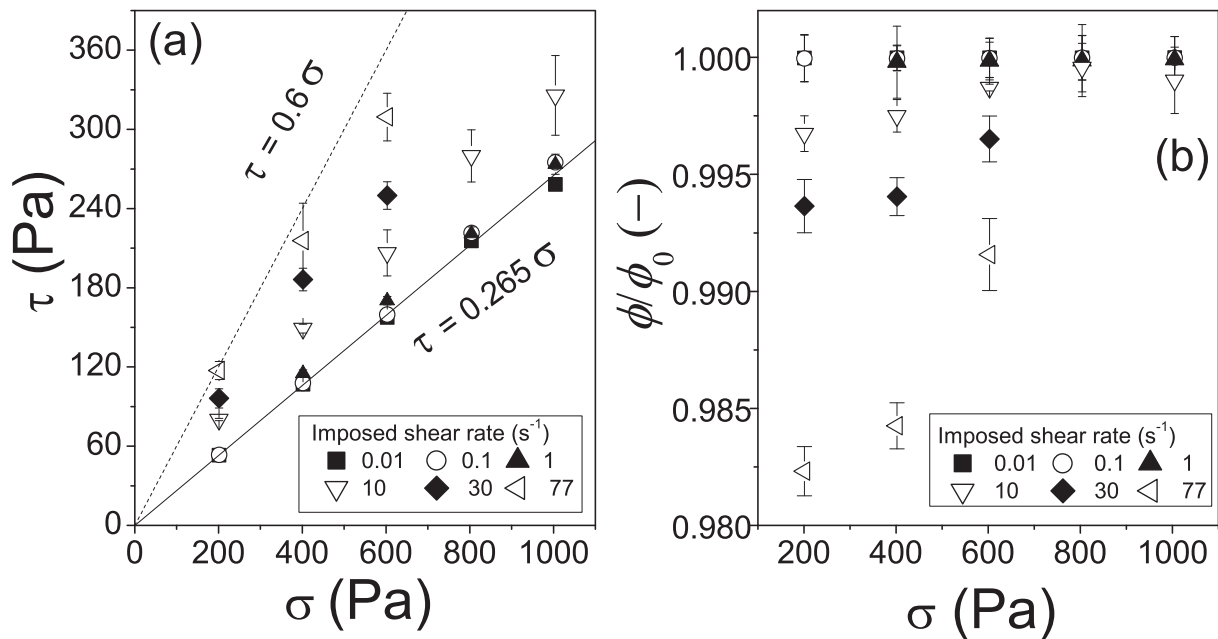 (a)
360
300
240
180
120
60
0
τ (Pa)
τ = 0.6 σ
τ = 0.265 σ
Imposed shear rate (s⁻¹)
0.01 0.1 1
10 30 77
0 200 400 600 800 1000
σ (Pa)
1.000
0.995
0.990
0.985
0.980
ϕ/ϕ₀ (−)
(b)
Imposed shear rate (s⁻¹)
0.01 0.1 1
10 30 77
200 400 600 800 1000
σ (Pa)